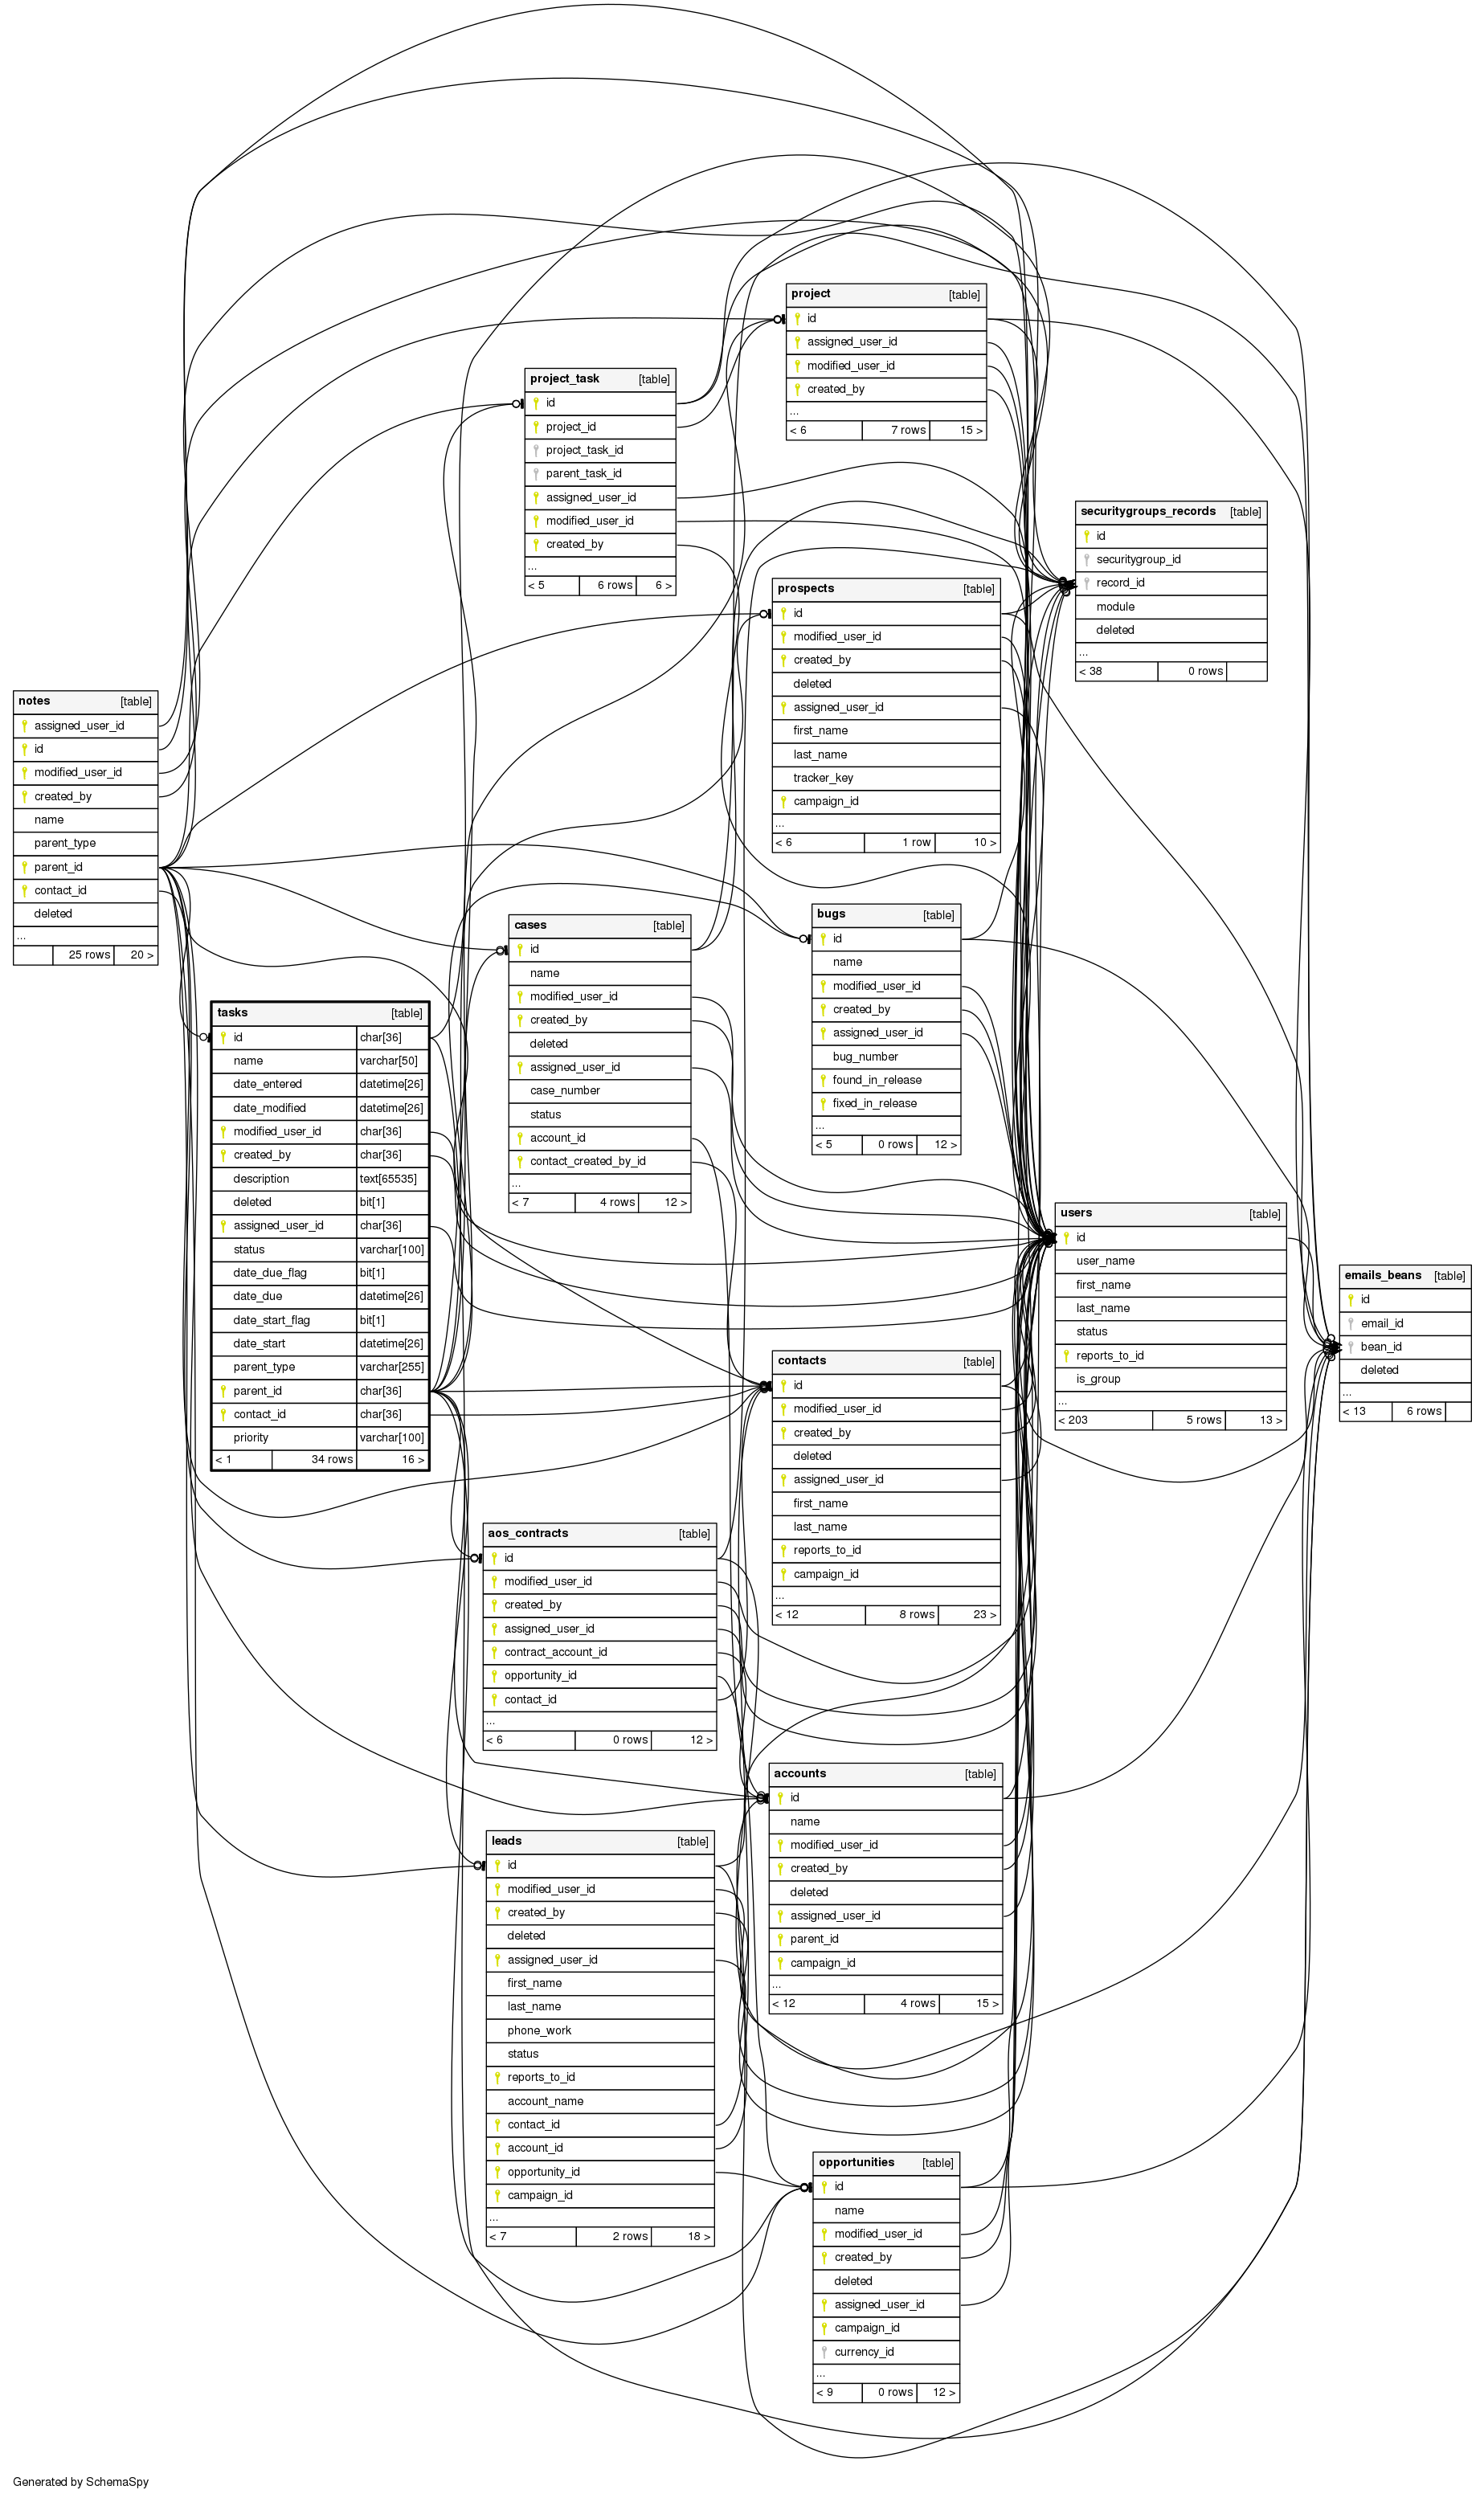 project [table]
id
assigned_user_id
modified_user_id
created_by
...
< 6 7 rows 15 >
project_task [table]
id
project_id
project_task_id
parent_task_id
assigned_user_id
modified_user_id
created_by
...
< 5 6 rows 6 >
securitygroups_records [table]
id
securitygroup_id
record_id
module
deleted
...
< 38 0 rows
prospects [table]
id
modified_user_id
created_by
deleted
assigned_user_id
first_name
last_name
tracker_key
campaign_id
...
< 6 1 row 10 >
notes [table]
assigned_user_id
id
modified_user_id
created_by
name
parent_type
parent_id
contact_id
deleted
...
25 rows 20 >
bugs [table]
id
name
modified_user_id
created_by
assigned_user_id
bug_number
found_in_release
fixed_in_release
...
< 5 0 rows 12 >
cases [table]
id
name
modified_user_id
created_by
deleted
assigned_user_id
case_number
status
account_id
contact_created_by_id
...
< 7 4 rows 12 >
tasks [table]
id char[36]
name varchar[50]
date_entered datetime[26]
date_modified datetime[26]
modified_user_id char[36]
created_by char[36]
description text[65535]
deleted bit[1]
assigned_user_id char[36]
status varchar[100]
date_due_flag bit[1]
date_due datetime[26]
date_start_flag bit[1]
date_start datetime[26]
parent_type varchar[255]
parent_id char[36]
contact_id char[36]
priority varchar[100]
< 1 34 rows 16 >
users [table]
id
user_name
first_name
last_name
status
reports_to_id
is_group
...
< 203 5 rows 13 >
emails_beans [table]
id
email_id
bean_id
deleted
...
< 13 6 rows
contacts [table]
id
modified_user_id
created_by
deleted
assigned_user_id
first_name
last_name
reports_to_id
campaign_id
...
< 12 8 rows 23 >
aos_contracts [table]
id
modified_user_id
created_by
assigned_user_id
contract_account_id
opportunity_id
contact_id
...
< 6 0 rows 12 >
accounts [table]
id
name
modified_user_id
created_by
deleted
assigned_user_id
parent_id
campaign_id
...
< 12 4 rows 15 >
leads [table]
id
modified_user_id
created_by
deleted
assigned_user_id
first_name
last_name
phone_work
status
reports_to_id
account_name
contact_id
account_id
opportunity_id
campaign_id
...
< 7 2 rows 18 >
opportunities [table]
id
name
modified_user_id
created_by
deleted
assigned_user_id
campaign_id
currency_id
...
< 9 0 rows 12 >
Generated by SchemaSpy